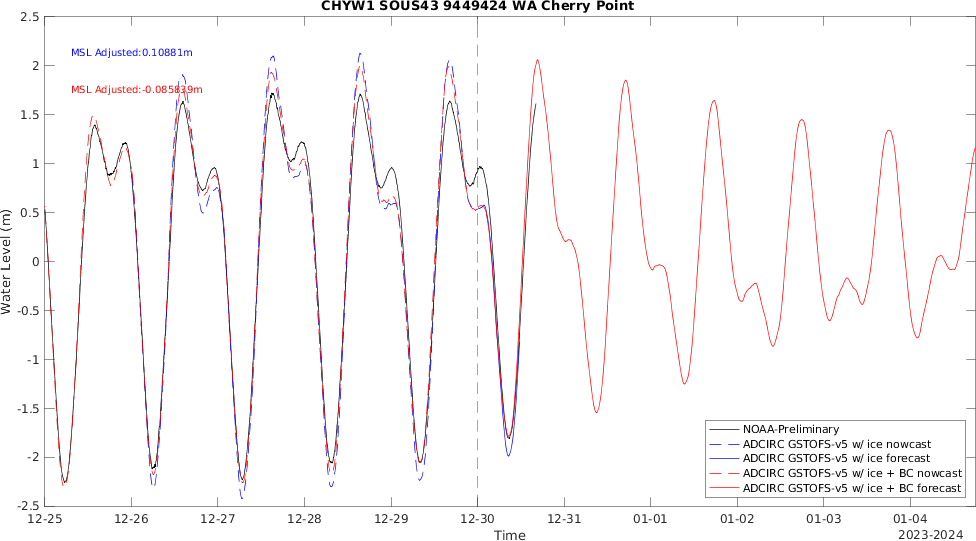 CHYW1 SOUS43 9449424 WA Cherry Point
2.5
2
1.5
1
0.5
0
-0.5
-1
-1.5
-2
-2.5
Water Level (m)
MSL Adjusted:0.10881m
MSL Adjusted:-0.085839m
NOAA-Preliminary
ADCIRC GSTOFS-v5 w/ ice nowcast
ADCIRC GSTOFS-v5 w/ ice forecast
ADCIRC GSTOFS-v5 w/ ice + BC nowcast
ADCIRC GSTOFS-v5 w/ ice + BC forecast
12-25 12-26 12-27 12-28 12-29 12-30 12-31 01-01 01-02 01-03 01-04
Time
2023-2024